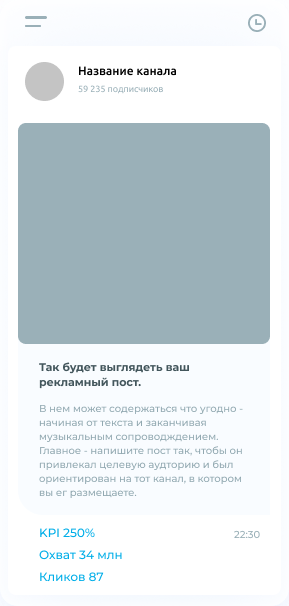 Название канала
59 235 подписчиков
Так будет выглядеть ваш
рекламный пост.
В нем может содержаться что угодно -
начиная от текста и заканчивая
музыкальным сопровождением.
Главное - напишите пост так, чтобы он
привлекал целевую аудторию и был
ориентирован на тот канал, в котором
вы ег размещаете.
KPI 250%
22:30
Охват 34 млн
Кликов 87